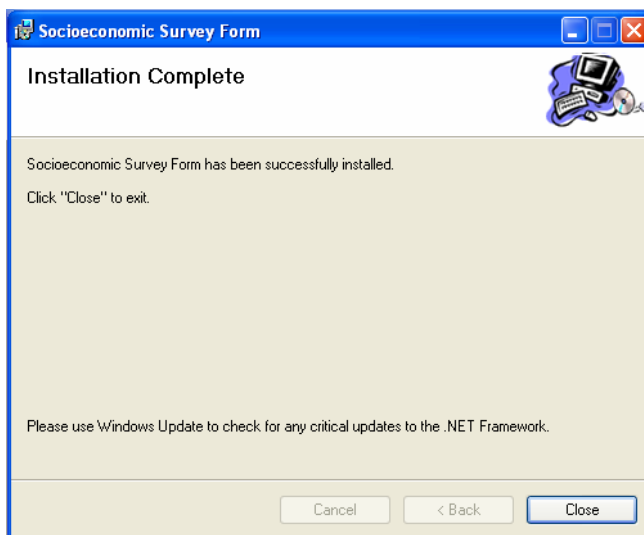 Socioeconomic Survey Form
Installation Complete
Socioeconomic Survey Form has been successfully installed.
Click "Close" to exit.
Please use Windows Update to check for any critical updates to the .NET Framework.
Cancel
< Back
Close